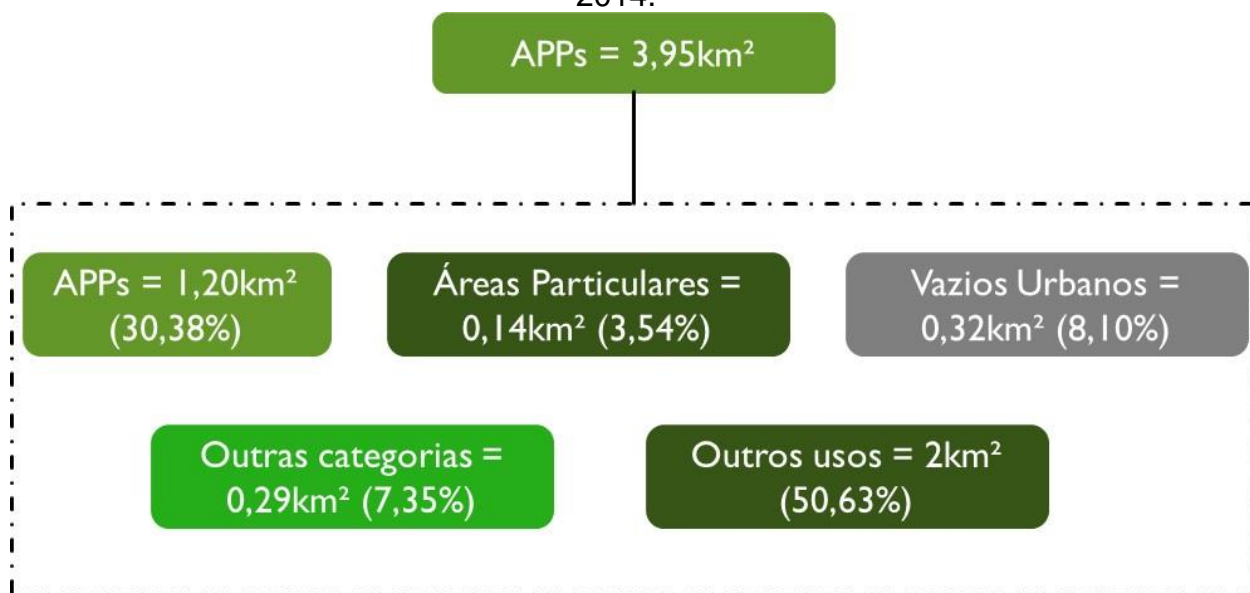 2014.
APPs = 3,95km²
APPs = 1,20km²
(30,38%)
Áreas Particulares =
0,14km² (3,54%)
Vazios Urbanos =
0,32km² (8,10%)
Outras categorias =
0,29km² (7,35%)
Outros usos = 2km²
(50,63%)